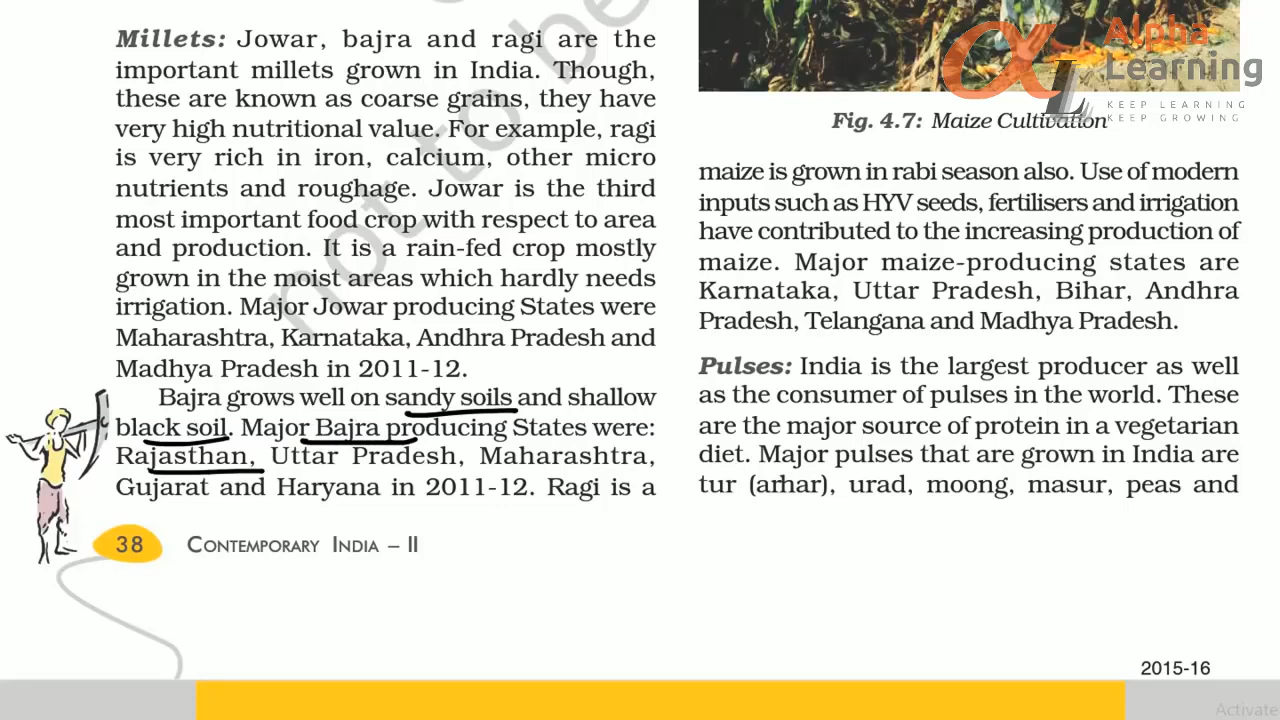 Millets: Jowar, bajra and ragi are the
important millets grown in India. Though,
these are known as coarse grains, they have
very high nutritional value. For example, ragi
is very rich in iron, calcium, other micro
nutrients and roughage. Jowar is the third
most important food crop with respect to area
and production. It is a rain-fed crop mostly
grown in the moist areas which hardly needs
irrigation. Major Jowar producing States were
Maharashtra, Karnataka, Andhra Pradesh and
Madhya Pradesh in 2011-12.
Bajra grows well on sandy soils and shallow
black soil. Major Bajra producing States were:
Rajasthan, Uttar Pradesh, Maharashtra,
Gujarat and Haryana in 2011-12. Ragi is a
38 Contemporary India – II
not to be
Alpha
Learning
KEEP LEARNING
KEEP GROWING
Fig. 4.7: Maize Cultivation
maize is grown in rabi season also. Use of modern
inputs such as HYV seeds, fertilisers and irrigation
have contributed to the increasing production of
maize. Major maize-producing states are
Karnataka, Uttar Pradesh, Bihar, Andhra
Pradesh, Telangana and Madhya Pradesh.
Pulses: India is the largest producer as well
as the consumer of pulses in the world. These
are the major source of protein in a vegetarian
diet. Major pulses that are grown in India are
tur (arhar), urad, moong, masur, peas and
2015-16
Activate